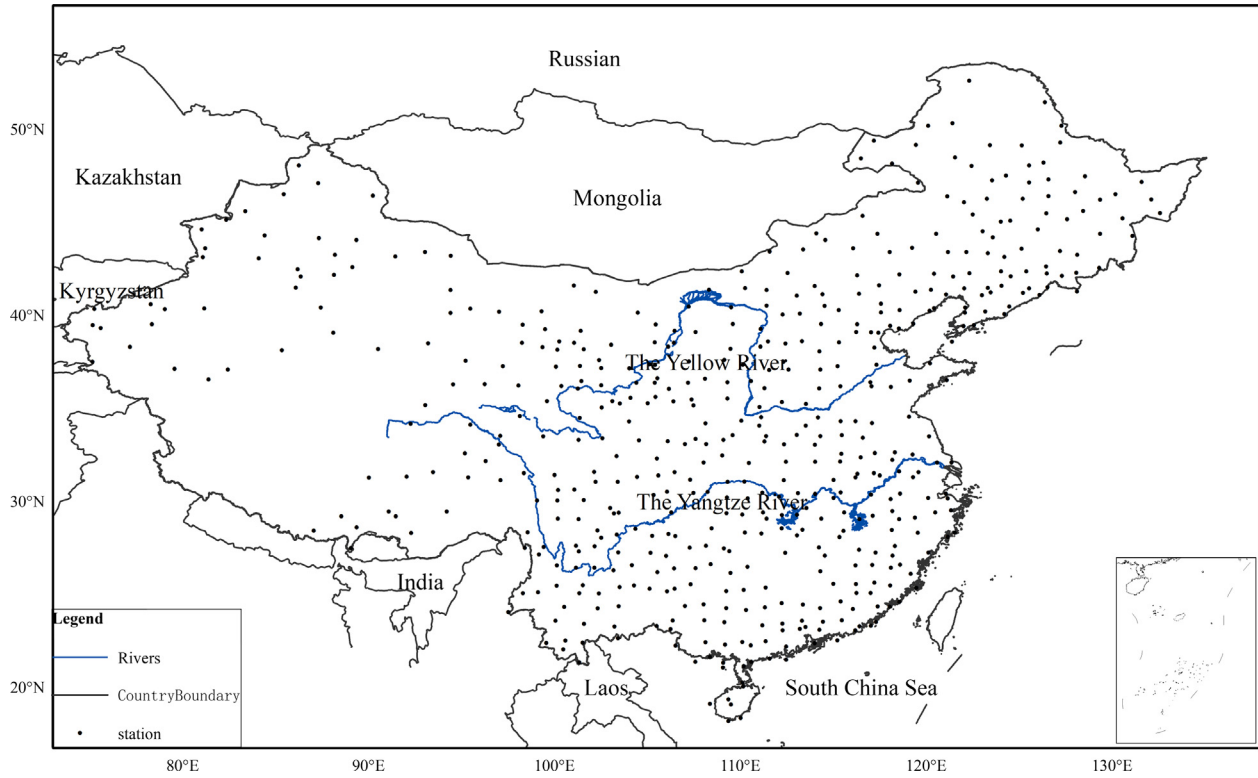 Russian
50°N
Kazakhstan
Mongolia
Kyrgyzstan
40°N
The Yellow River
30°N
The Yangtze River
India
Legend
Rivers
CountryBoundary
station
20°N
Laos
South China Sea
80°E
90°E
100°E
110°E
120°E
130°E